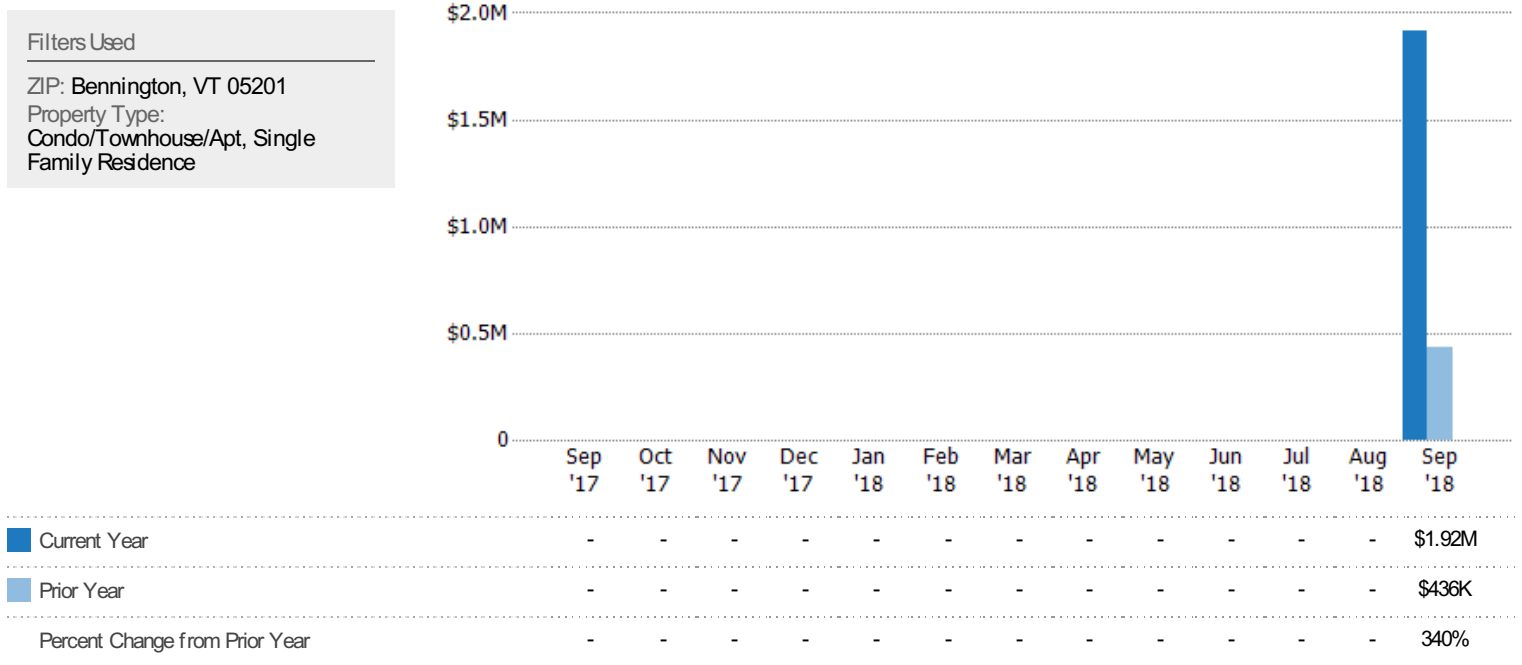 Filters Used
ZIP: Bennington, VT 05201
Property Type:
Condo/Townhouse/Apt, Single
Family Residence
$2.0M
$1.5M
$1.0M
$0.5M
0
Sep Oct Nov Dec Jan Feb Mar Apr May Jun Jul Aug Sep
'17 '17 '17 '17 '18 '18 '18 '18 '18 '18 '18 '18 '18
Current Year - - - - - - - - - - - - $1.92M
Prior Year - - - - - - - - - - - - $436K
Percent Change from Prior Year - - - - - - - - - - - - 340%